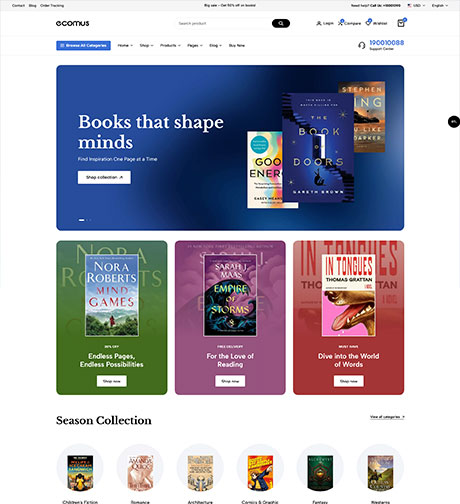 Contact Blog Order Tracking
Big sale - Get 50% off on books!
Need help? Call Us: +18001090
USD
English
ecomus
Search product
Login
Compare
Wishlist
Browse All Categories
Home
Shop
Products
Pages
Blog
Buy Now
190010088
Support Center
Books that shape
minds
Find Inspiration One Page at a Time
Shop collection
STEPHEN
KING
YOU LIKE
DARKER
THE
BOOK
OF
DOORS
GARETH BROWN
GOOD
ENERGY
CASEY MEANS
NORA
ROBERTS
MIND
GAMES
50% OFF
Endless Pages,
Endless Possibilities
Shop now
SARAH J.
MAAS
EMPIRE
OF
STORMS
FREE DELIVERY
For the Love of
Reading
Shop now
IN TONGUES
THOMAS GRATTAN
MUST HAVE
Dive into the World
of Words
Shop now
Season Collection
View all categories
Children's Fiction
Romance
Architecture
Comics & Graphic
Fantasy
Westerns